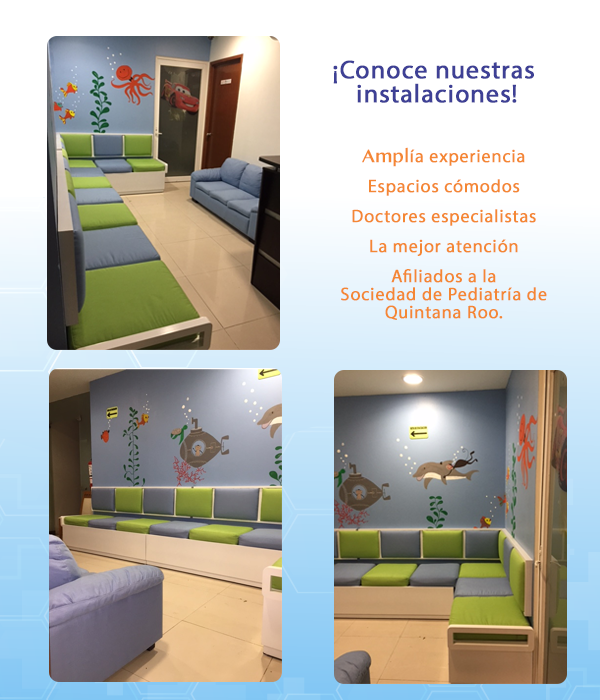 ¡Conoce nuestras
instalaciones!
Amplía experiencia
Espacios cómodos
Doctores especialistas
La mejor atención
Afiliados a la
Sociedad de Pediatría de
Quintana Roo.